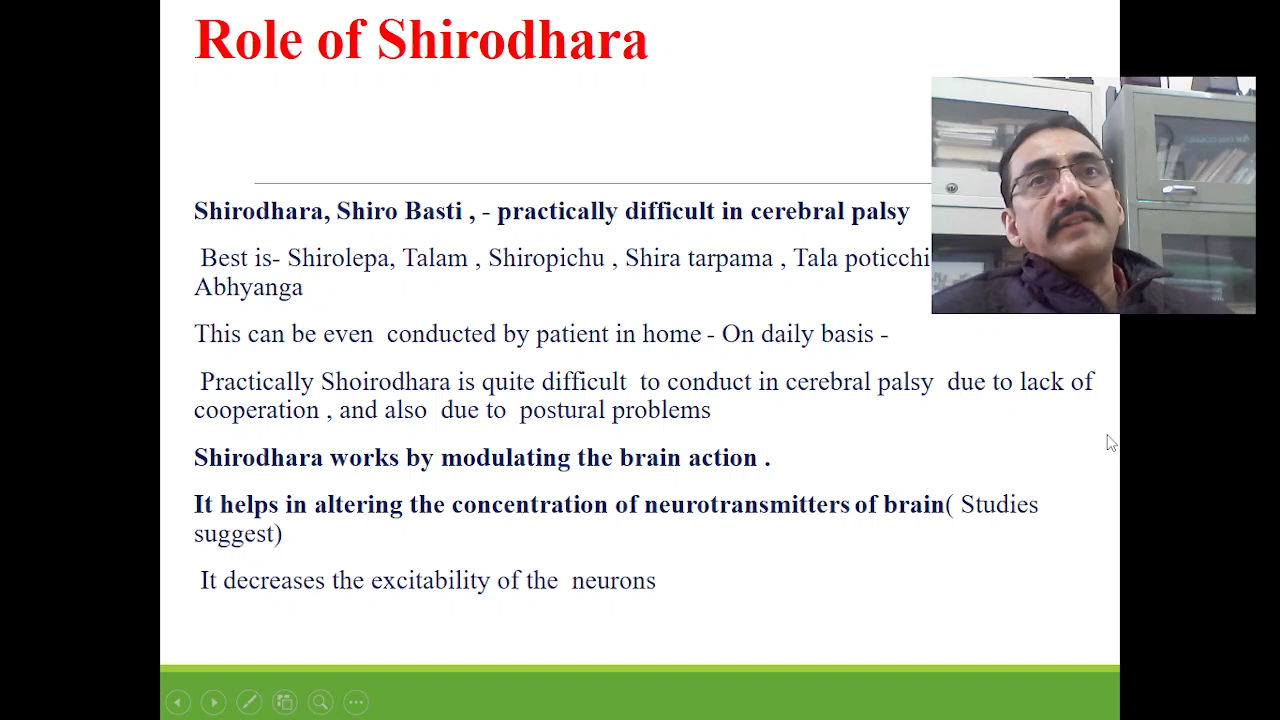 Role of Shirodhara
Shirodhara, Shiro Basti , - practically difficult in cerebral palsy
Best is- Shirolepa, Talam , Shiropichu , Shira tarpama , Tala poticchi
Abhyanga
This can be even conducted by patient in home - On daily basis -
Practically Shoirodhara is quite difficult to conduct in cerebral palsy due to lack of
cooperation , and also due to postural problems
Shirodhara works by modulating the brain action .
It helps in altering the concentration of neurotransmitters of brain( Studies
suggest)
It decreases the excitability of the neurons